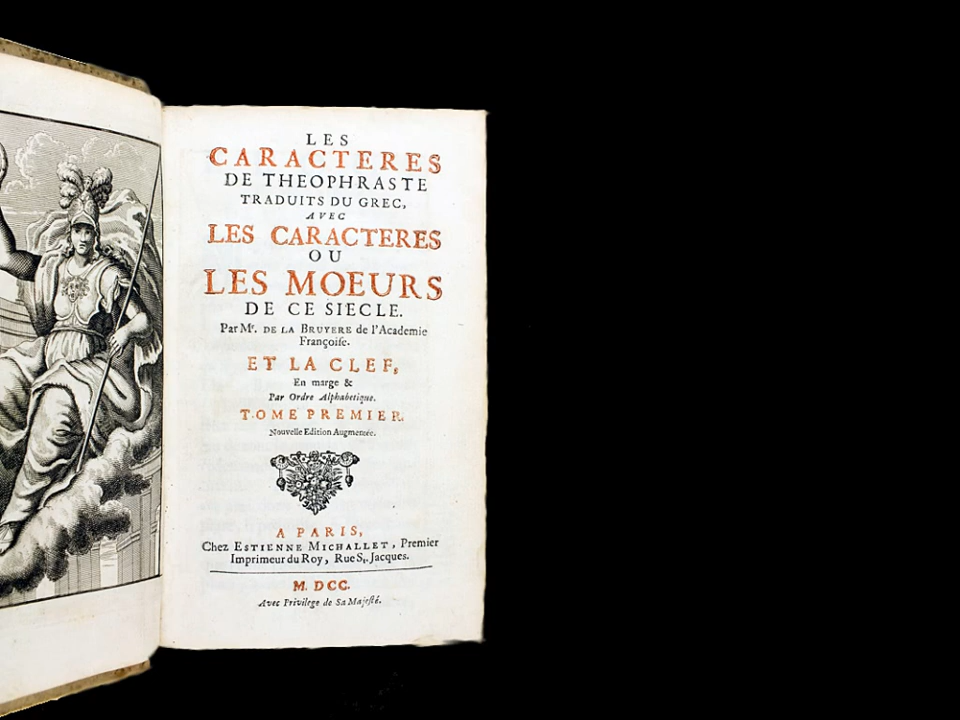 LES
CARACTERES
DE THEOPHRASTE
TRADUITS DU GREC,
AVEC
LES CARACTERES
OU
LES MOEURS
DE CE SIECLE.
Par Mr. DE LA BRUYERE de l'Academie
Françoise.
ET LA CLEF,
En marge &
Par Ordre Alphabetique.
TOME PREMIER.
Nouvelle Edition Augmentée.
A PARIS,
Chez ESTIENNE MICHALLET, Premier
Imprimeur du Roy, Rue St. Jacques.
M. DCC.
Avec Privilege de Sa Majesté.